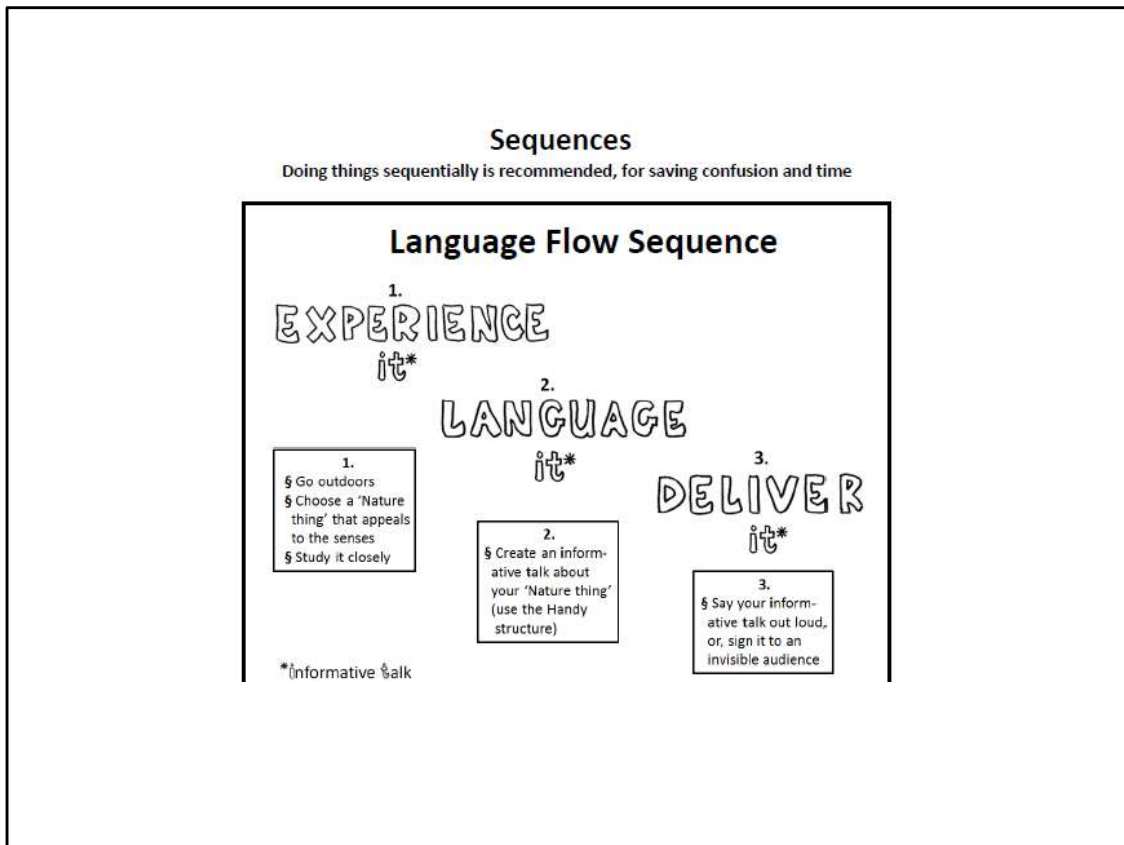 Sequences
Doing things sequentially is recommended, for saving confusion and time
Language Flow Sequence
1.
EXPERIENCE
it*
2.
LANGUAGE
it*
3.
DELIVER
it*
1.
§ Go outdoors
§ Choose a ‘Nature
thing’ that appeals
to the senses
§ Study it closely
2.
§ Create an inform-
ative talk about
your ‘Nature thing’
(use the Handy
structure)
3.
§ Say your inform-
ative talk out loud,
or, sign it to an
invisible audience
*informative talk